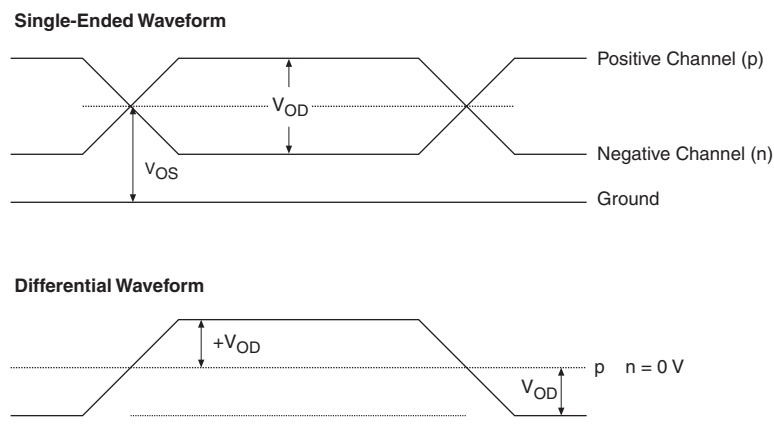 Single-Ended Waveform
Positive Channel (p)
VOD
Negative Channel (n)
VOS
Ground
Differential Waveform
+VOD
p n = 0 V
VOD